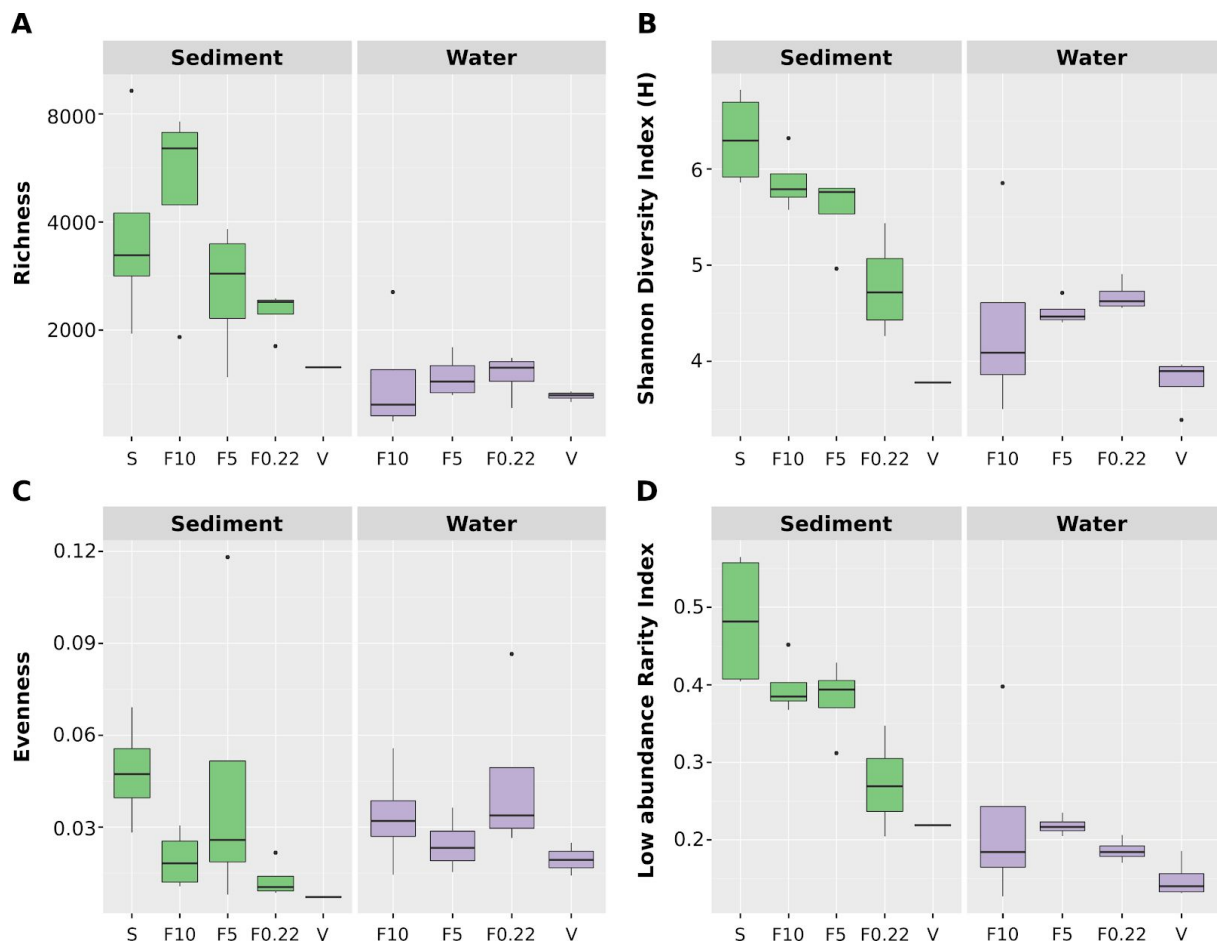 A
Sediment Water
Richness
8000
4000
2000
S F10 F5 F0.22 V F10 F5 F0.22 V
B
Sediment Water
Shannon Diversity Index (H)
6
5
4
S F10 F5 F0.22 V F10 F5 F0.22 V
C
Sediment Water
Evenness
0.12
0.09
0.06
0.03
S F10 F5 F0.22 V F10 F5 F0.22 V
D
Sediment Water
Low abundance Rarity Index
0.5
0.4
0.3
0.2
S F10 F5 F0.22 V F10 F5 F0.22 V